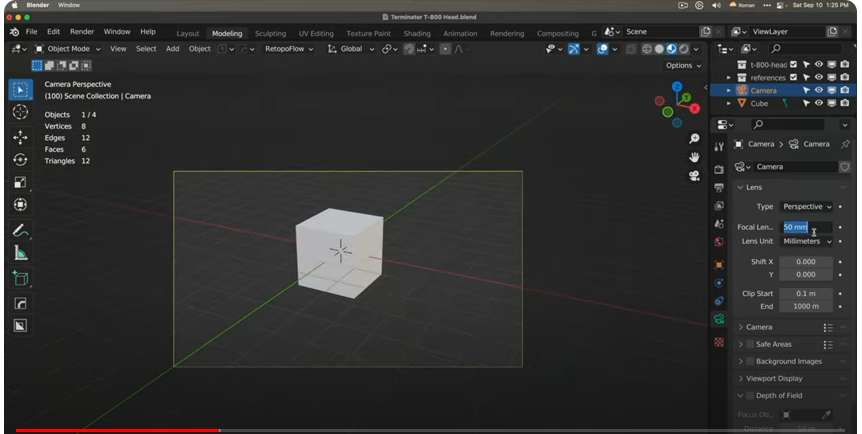 Blender Window
Roman
Sat Sep 10 1:25 PM
Terminator T-800 Head.blend
File Edit Render Window Help Layout Modeling Sculpting UV Editing Texture Paint Shading Animation Rendering Compositing G Scene ViewLayer
Object Mode View Select Add Object RetopoFlow Global
Options
t-800-head
references
Camera
Cube
Camera Perspective
(100) Scene Collection | Camera
Objects 1 / 4
Vertices 8
Edges 12
Faces 6
Triangles 12
Camera > Camera
Camera
Lens
Type Perspective
Focal Len.. 50 mm
Lens Unit Millimeters
Shift X 0.000
Y 0.000
Clip Start 0.1 m
End 1000 m
Camera
Safe Areas
Background Images
Viewport Display
Depth of Field
Focus Ob..
Distance 10 m